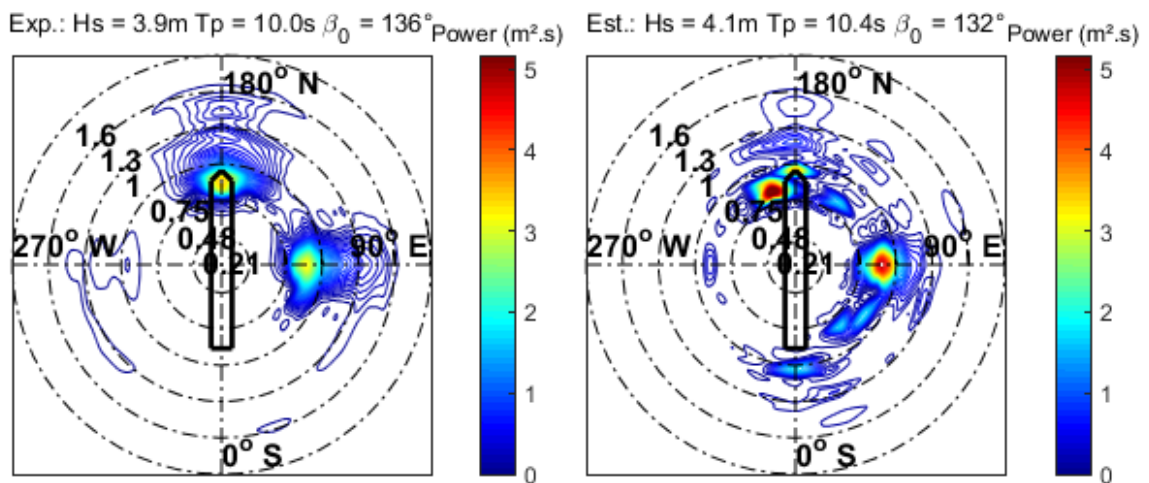 Exp.: Hs = 3.9m Tp = 10.0s β₀ = 136° Power (m².s)
180° N
1.6
1.3
1
0.75
0.48
0.21
270° W
90° E
0° S
5
4
3
2
1
0
Est.: Hs = 4.1m Tp = 10.4s β₀ = 132° Power (m².s)
180° N
1.6
1.3
1
0.75
0.48
0.21
270° W
90° E
0° S
5
4
3
2
1
0